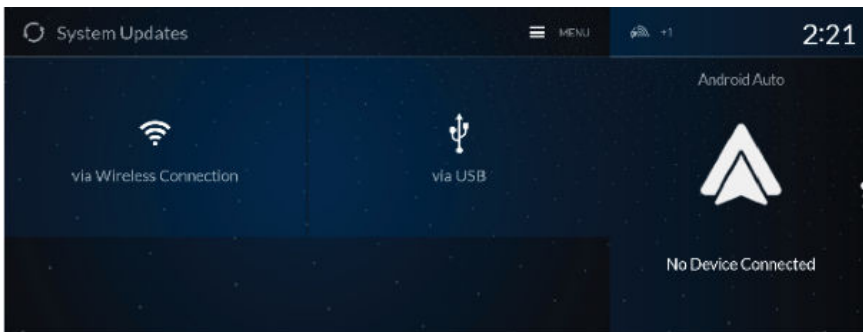 System Updates
MENU
+1
2:21
Android Auto
via Wireless Connection
via USB
No Device Connected